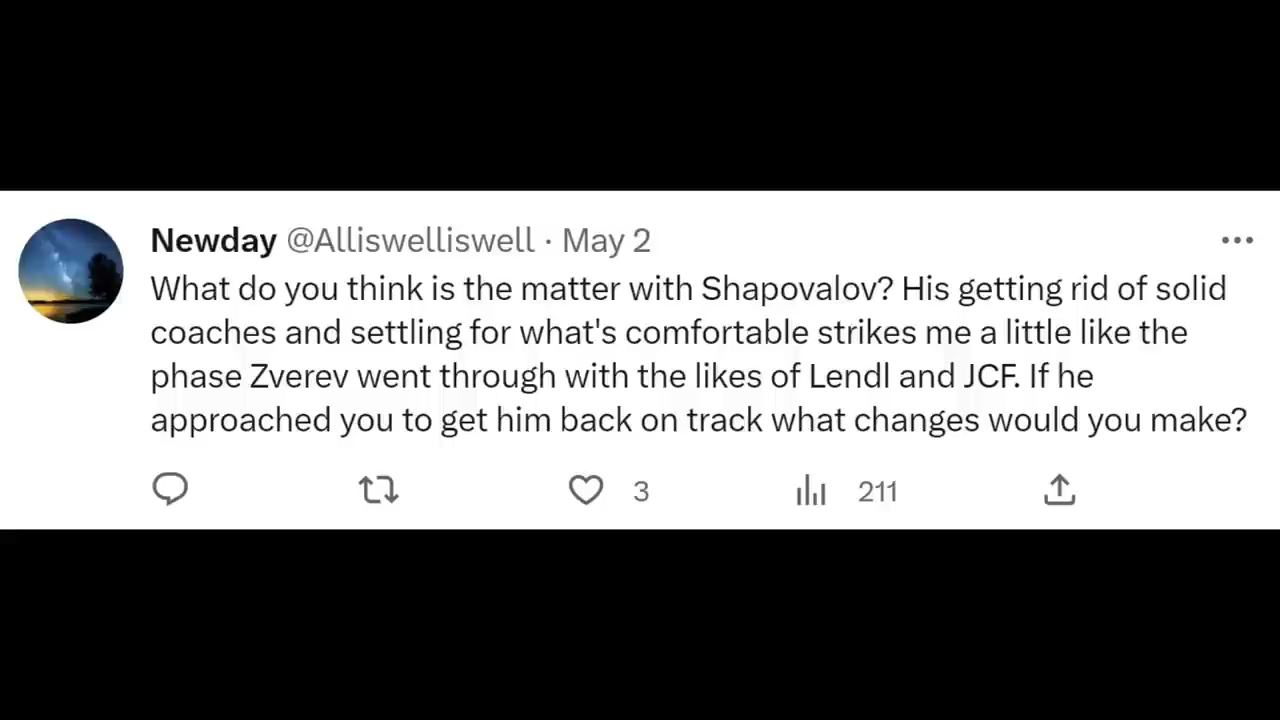 Newday @Alliswelliswell · May 2
What do you think is the matter with Shapovalov? His getting rid of solid
coaches and settling for what's comfortable strikes me a little like the
phase Zverev went through with the likes of Lendl and JCF. If he
approached you to get him back on track what changes would you make?
3 211